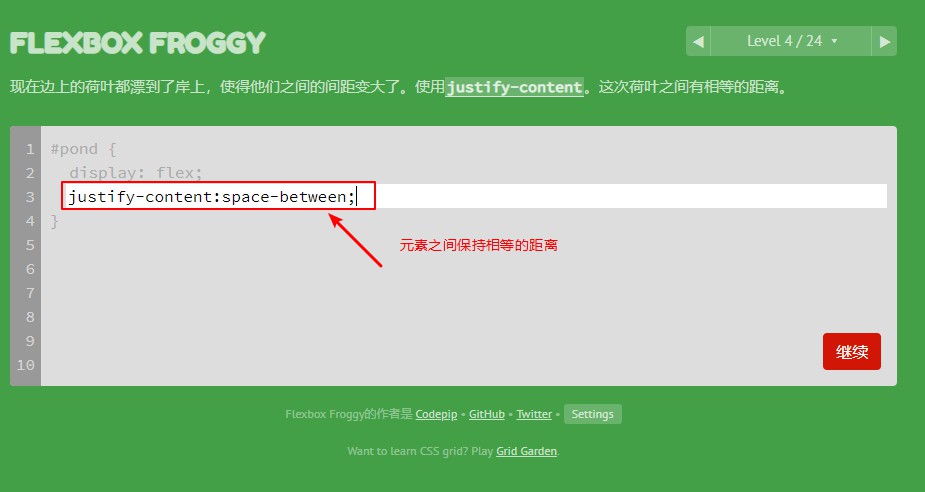 FLEXBOX FROGGY
◀ Level 4 / 24 ▼ ▶
现在边上的荷叶都漂到了岸上，使得他们之间的间距变大了。使用justify-content。这次荷叶之间有相等的距离。
1 #pond {
2 display: flex;
3 justify-content:space-between;
4 }
5
元素之间保持相等的距离
6
7
8
9
继续
10
Flexbox Froggy的作者是 Codepip • GitHub • Twitter • Settings
Want to learn CSS grid? Play Grid Garden.